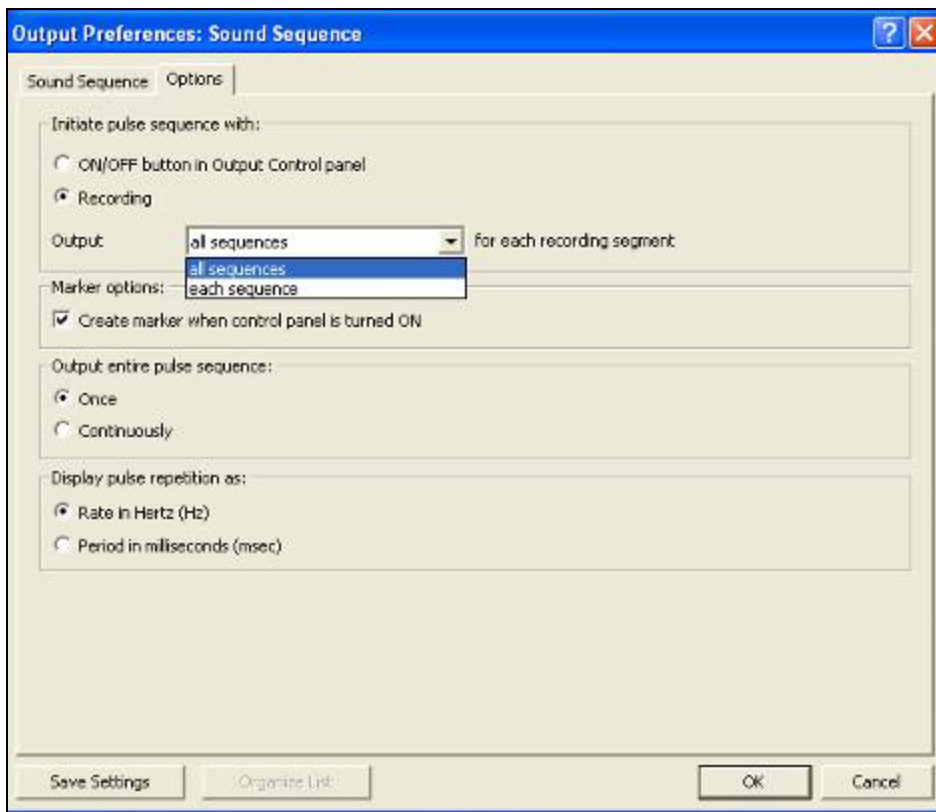 Output Preferences: Sound Sequence
Sound Sequence Options
Initiate pulse sequence with:
ON/OFF button in Output Control panel
Recording
Output all sequences for each recording segment
all sequences
each sequence
Marker options:
Create marker when control panel is turned ON
Output entire pulse sequence:
Once
Continuously
Display pulse repetition as:
Rate in Hertz (Hz)
Period in milliseconds (msec)
Save Settings Organize List OK Cancel